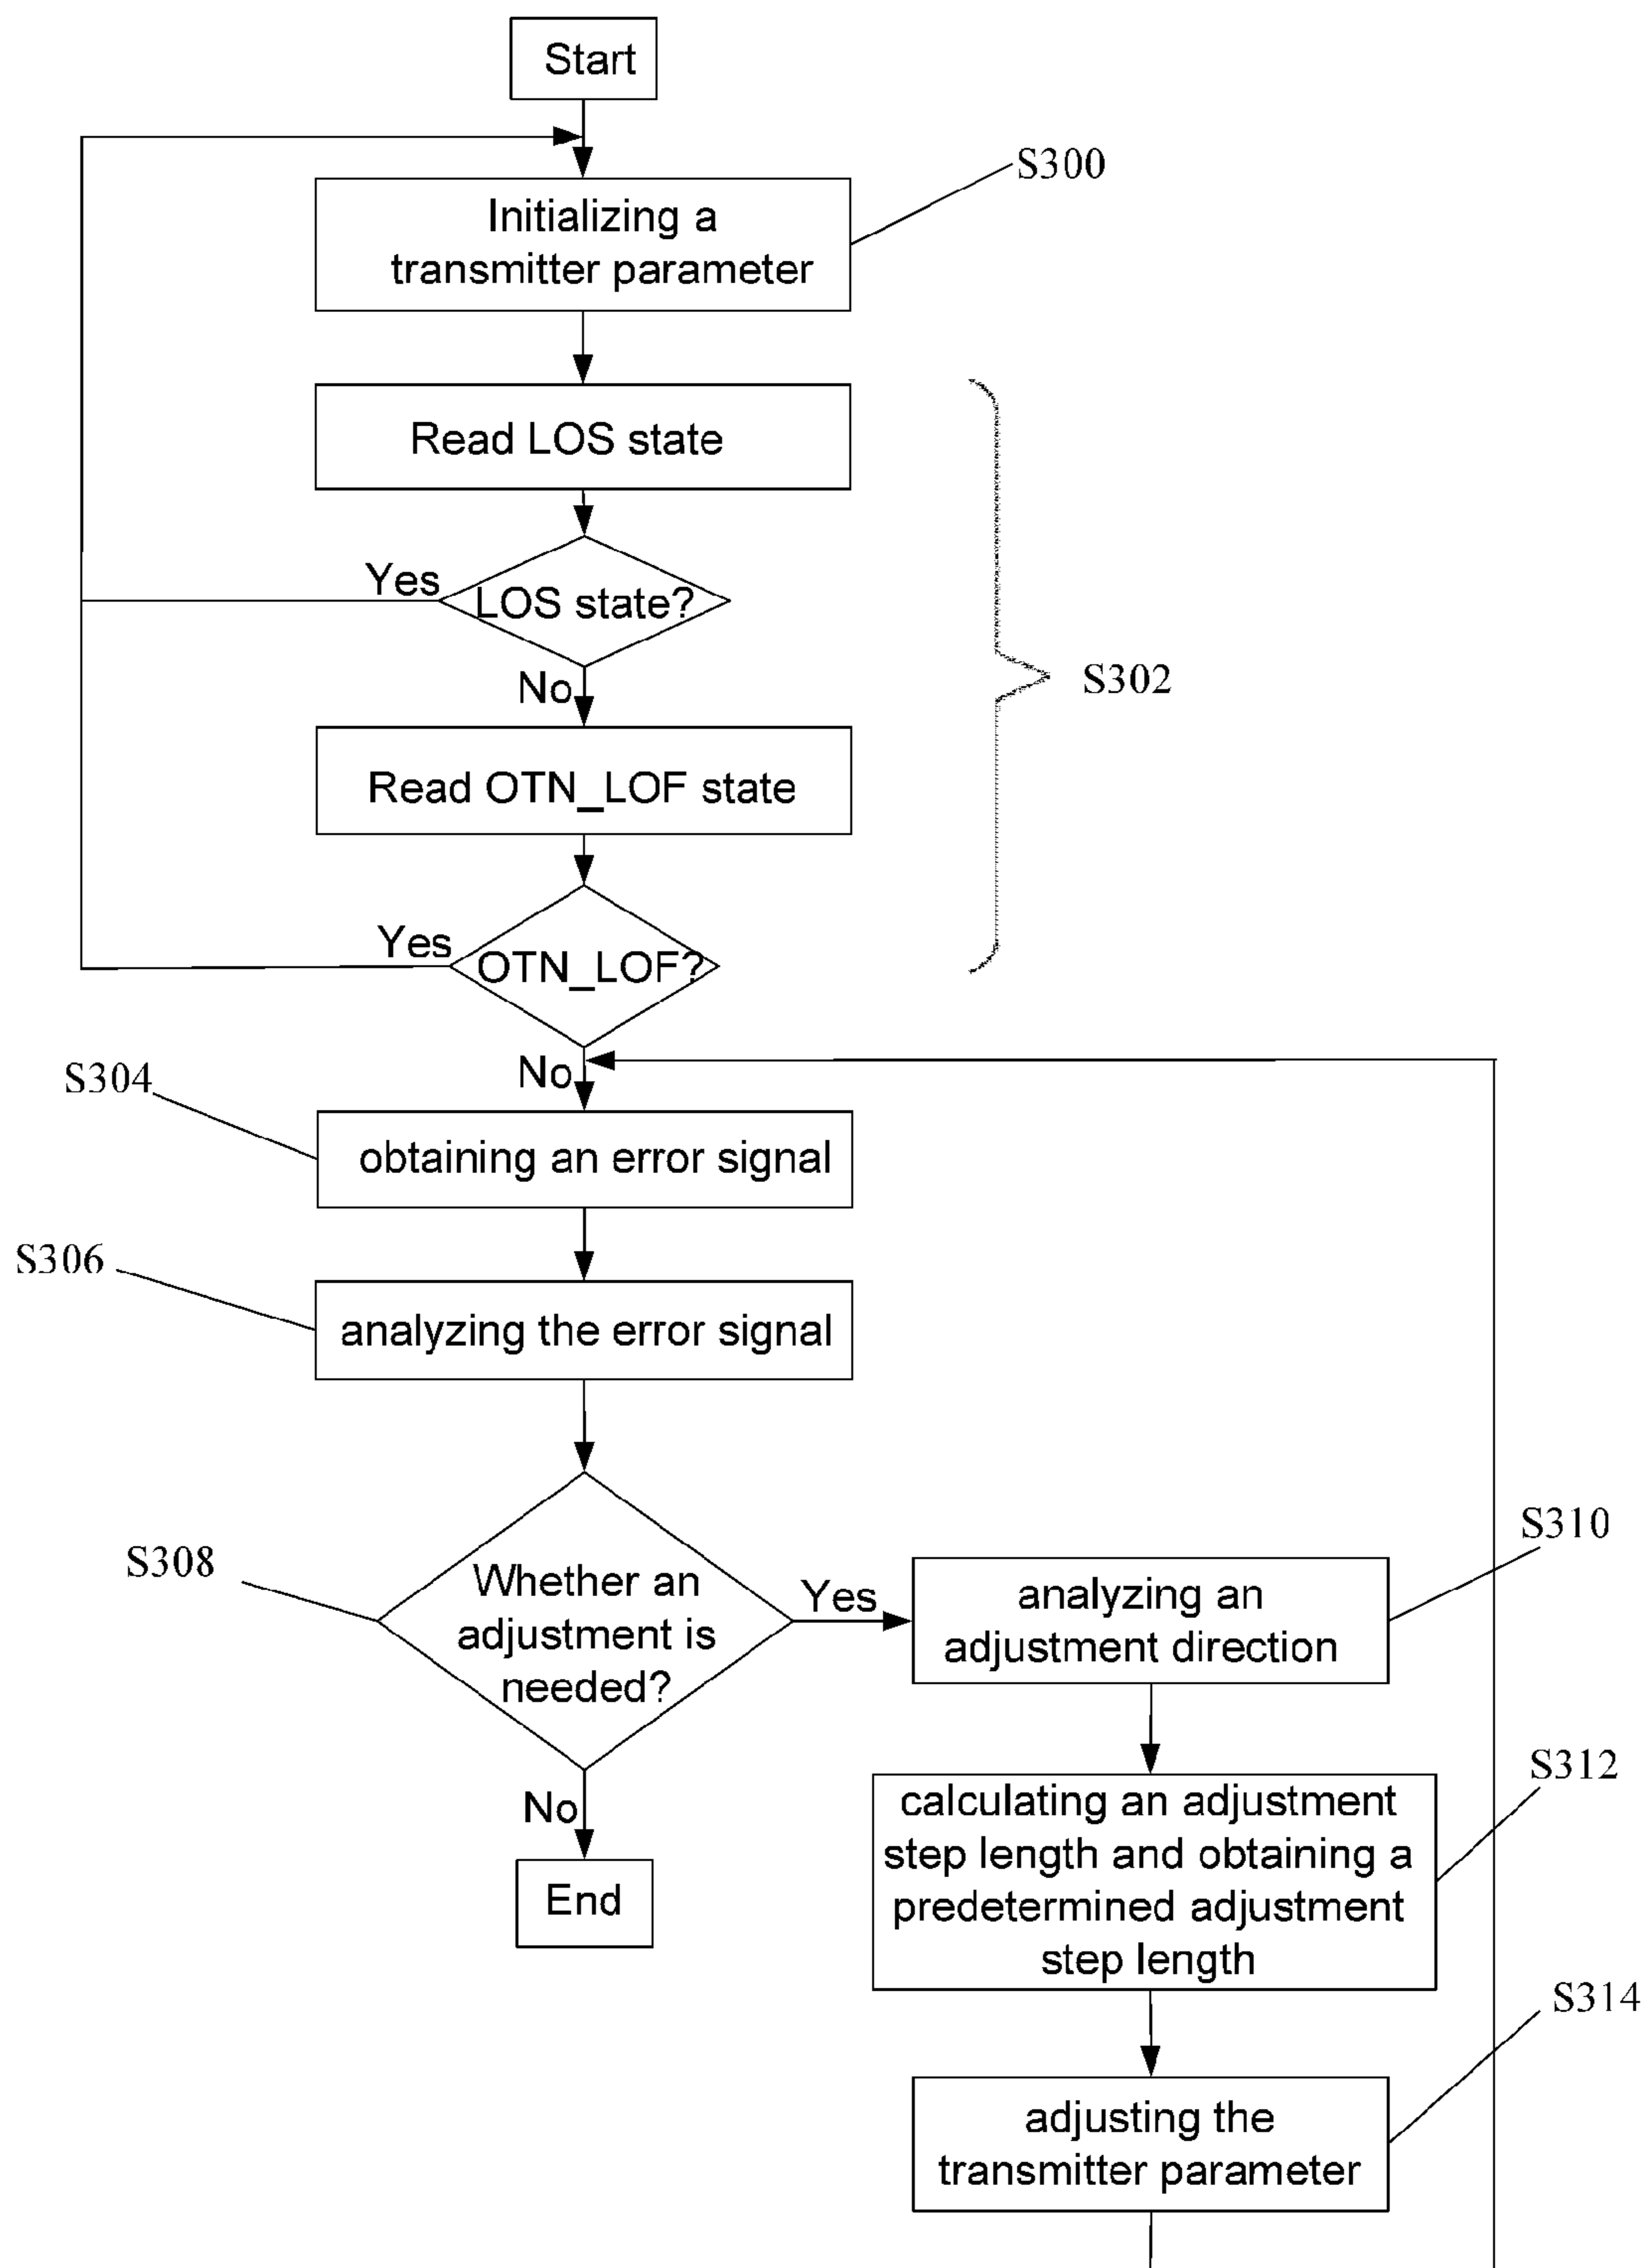 Start
S300
Initializing a
transmitter parameter
Read LOS state
Yes
LOS state?
No
S302
Read OTN_LOF state
Yes
OTN_LOF?
No
S304
obtaining an error signal
S306
analyzing the error signal
S308
Whether an
adjustment is
needed?
Yes
S310
analyzing an
adjustment direction
No
End
S312
calculating an adjustment
step length and obtaining a
predetermined adjustment
step length
S314
adjusting the
transmitter parameter